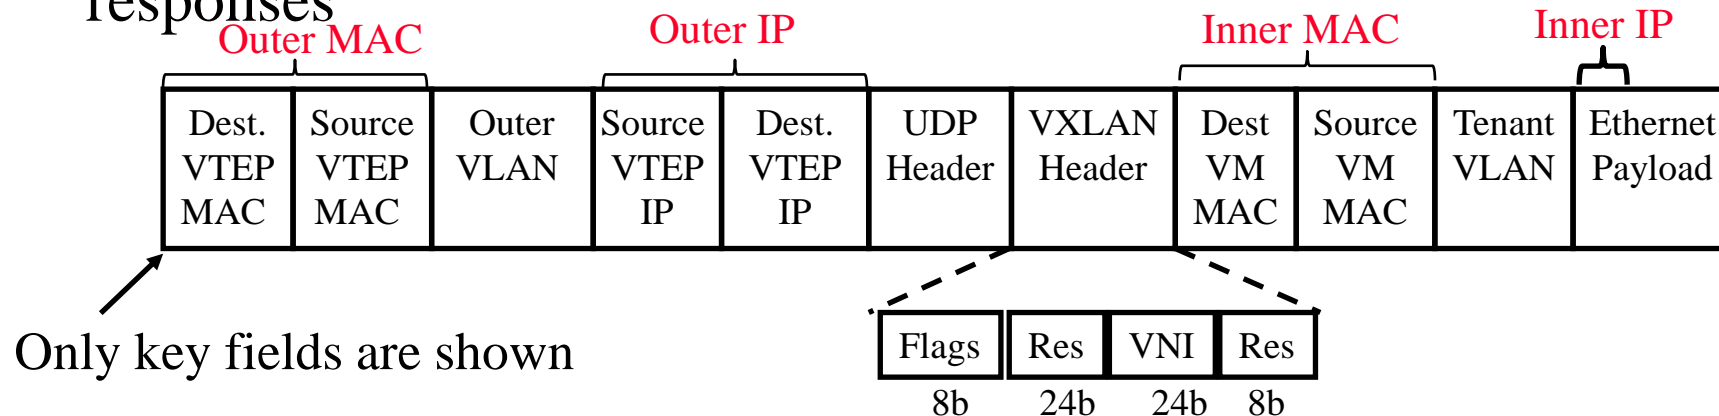 responses
Outer MAC
Outer IP
Inner MAC
Inner IP
Dest.
VTEP
MAC
Source
VTEP
MAC
Outer
VLAN
Source
VTEP
IP
Dest.
VTEP
IP
UDP
Header
VXLAN
Header
Dest
VM
MAC
Source
VM
MAC
Tenant
VLAN
Ethernet
Payload
Only key fields are shown
Flags Res VNI Res
8b 24b 24b 8b